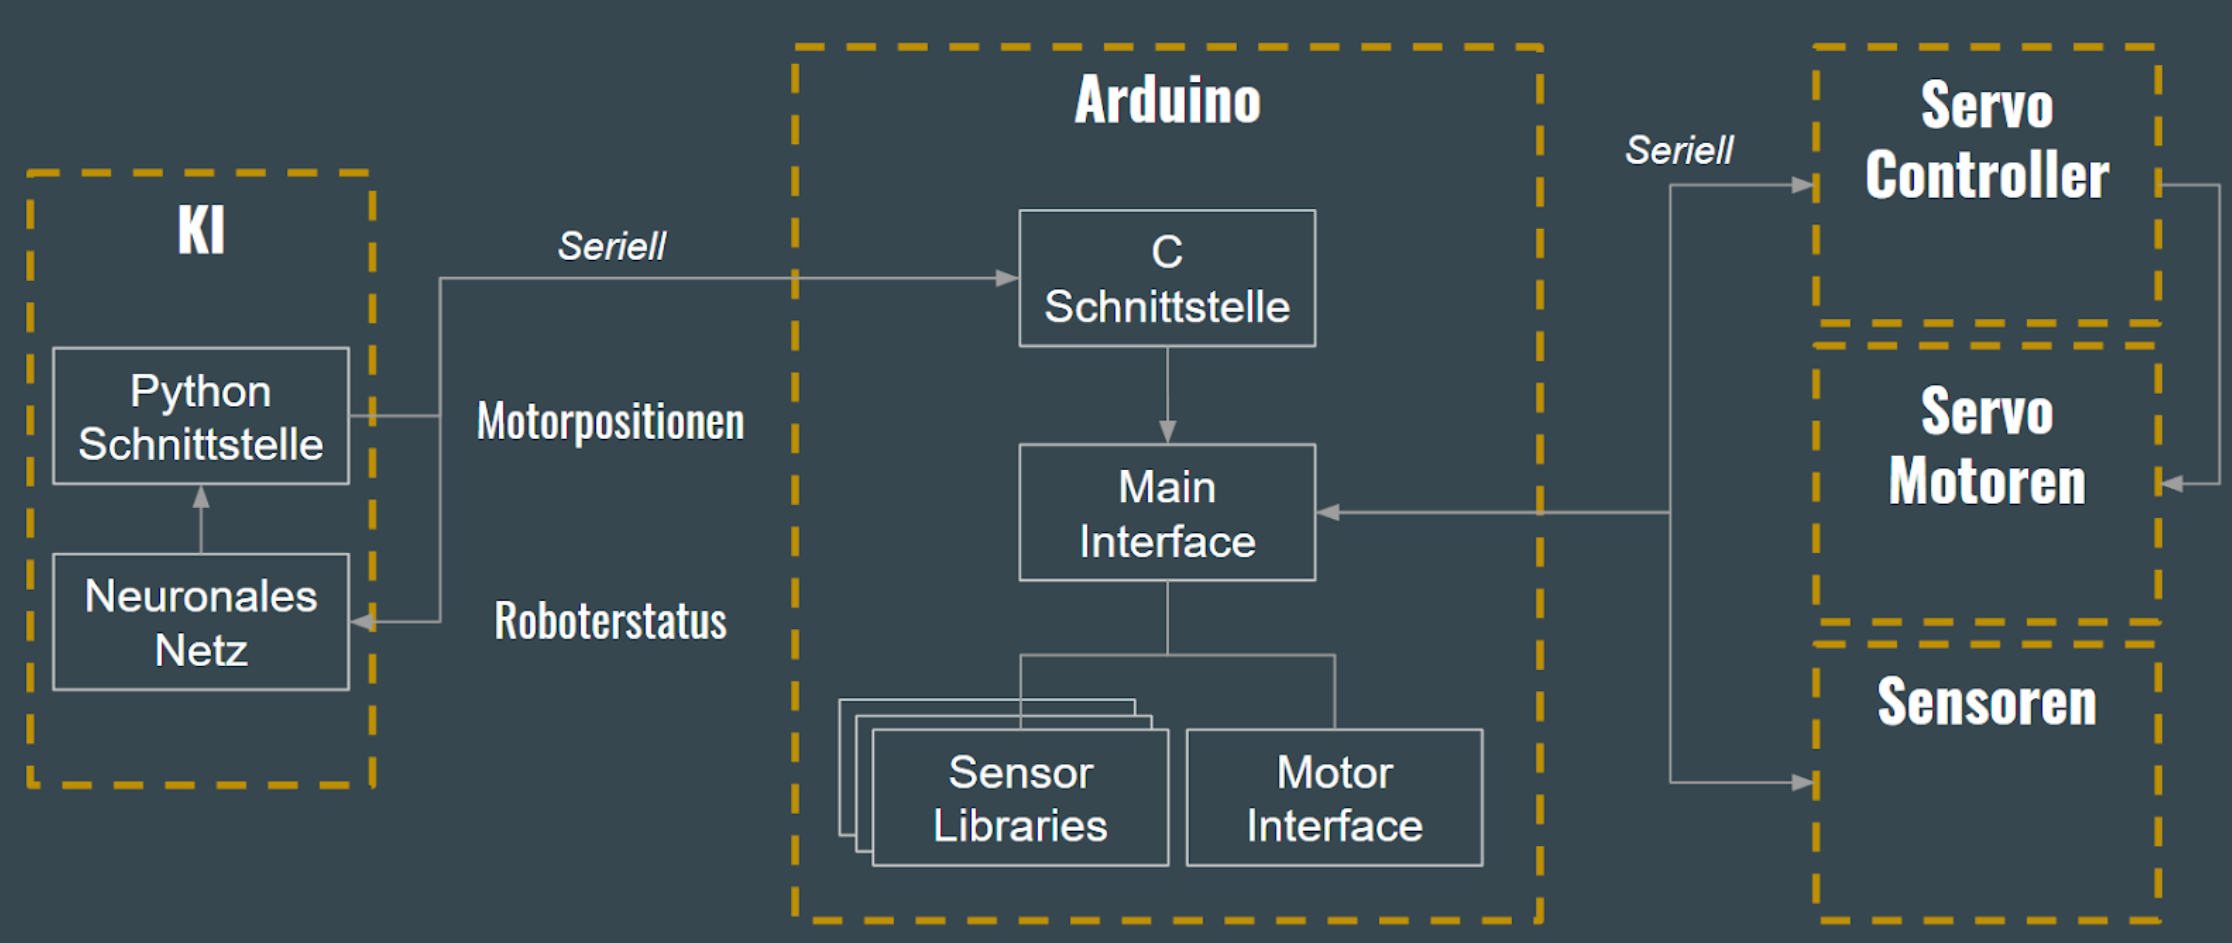 KI
Python
Schnittstelle
Neuronales
Netz
Seriell
Motorpositionen
Roboterstatus
Arduino
C
Schnittstelle
Main
Interface
Sensor
Libraries
Motor
Interface
Seriell
Servo
Controller
Servo
Motoren
Sensoren